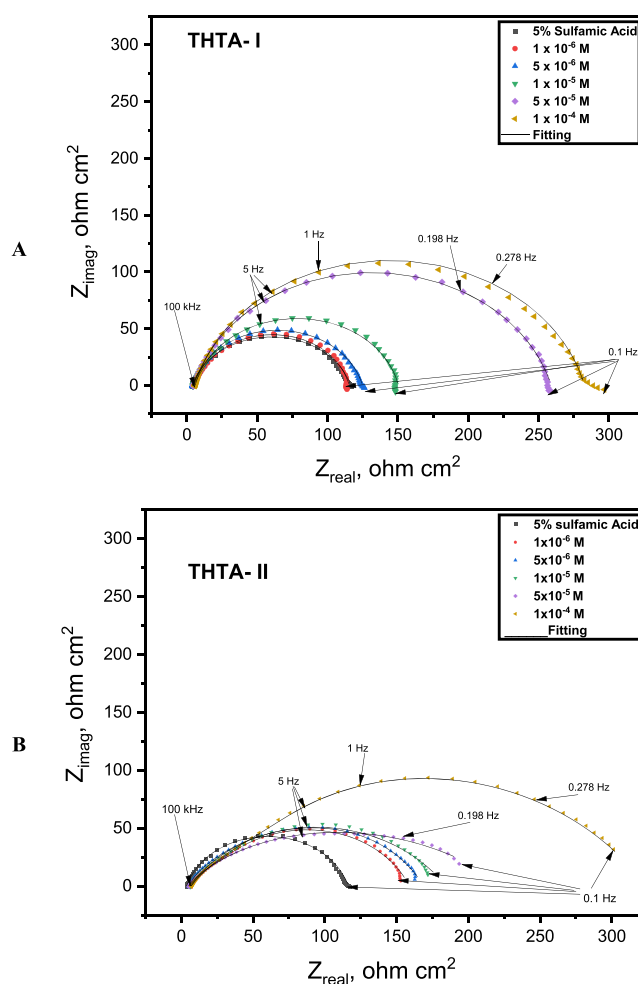 A
THTA- I
5% Sulfamic Acid
1 x 10⁻⁶ M
5 x 10⁻⁶ M
1 x 10⁻⁵ M
5 x 10⁻⁵ M
1 x 10⁻⁴ M
Fitting
Z_imag, ohm cm²
300
250
200
150
100
50
0
100 kHz
5 Hz
1 Hz
0.198 Hz
0.278 Hz
0.1 Hz
0 50 100 150 200 250 300
Z_real, ohm cm²
B
THTA- II
5% sulfamic Acid
1x10⁻⁶ M
5x10⁻⁶ M
1x10⁻⁵ M
5x10⁻⁵ M
1x10⁻⁴ M
Fitting
Z_imag, ohm cm²
300
250
200
150
100
50
0
100 kHz
5 Hz
1 Hz
0.198 Hz
0.278 Hz
0.1 Hz
0 50 100 150 200 250 300
Z_real, ohm cm²